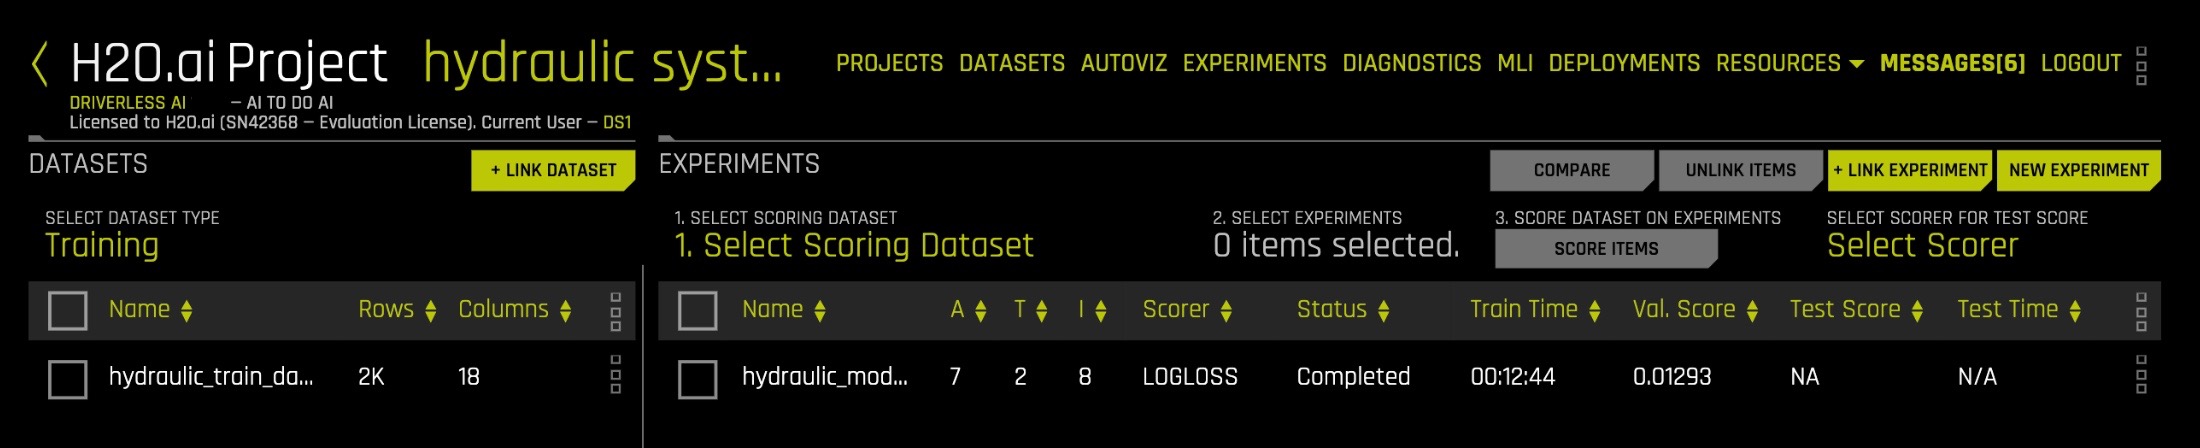 H2O.ai Project hydraulic syst...
PROJECTS DATASETS AUTOVIZ EXPERIMENTS DIAGNOSTICS MLI DEPLOYMENTS RESOURCES MESSAGES[6] LOGOUT
DRIVERLESS AI – AI TO DO AI
Licensed to H2O.ai (SN42368 – Evaluation License). Current User – DS1
DATASETS
+ LINK DATASET
SELECT DATASET TYPE
Training
Name Rows Columns
hydraulic_train_da... 2K 18
EXPERIMENTS
COMPARE UNLINK ITEMS + LINK EXPERIMENT NEW EXPERIMENT
1. SELECT SCORING DATASET
1. Select Scoring Dataset
2. SELECT EXPERIMENTS
0 items selected.
3. SCORE DATASET ON EXPERIMENTS
SCORE ITEMS
SELECT SCORER FOR TEST SCORE
Select Scorer
Name A T I Scorer Status Train Time Val. Score Test Score Test Time
hydraulic_mod... 7 2 8 LOGLOSS Completed 00:12:44 0.01293 NA N/A